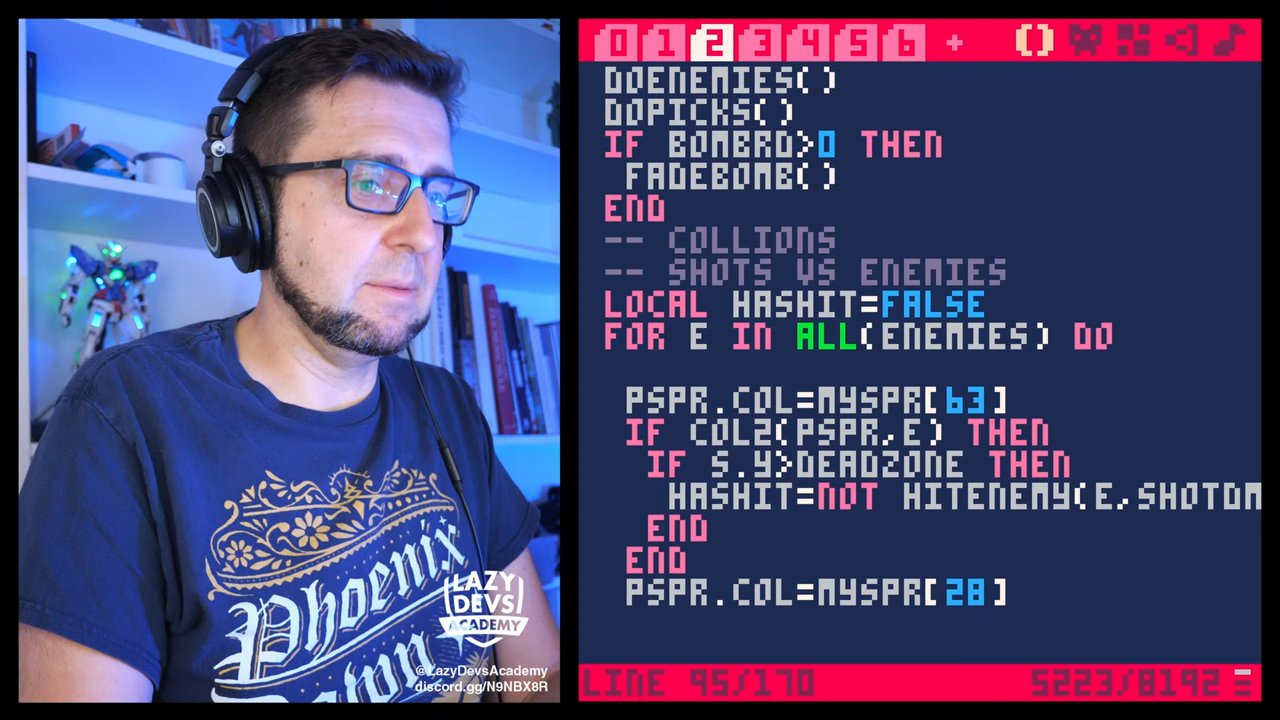 0 1 2 3 4 5 6 +
DOENEMIES()
DOPICKS()
IF BOMBRD>0 THEN
FADEBOMB()
END
-- COLLIONS
-- SHOTS VS ENEMIES
LOCAL HASHIT=FALSE
FOR E IN ALL(ENEMIES) DO
PSPR.COL=MYSPR[63]
IF COL2(PSPR,E) THEN
IF S.Y>DEADZONE THEN
HASHIT=NOT HITENEMY(E,SHOTDM
END
END
PSPR.COL=MYSPR[28]
LINE 95/170
5223/8192
Phoenix
LAZY
DEVS
ACADEMY
@LazyDevsAcademy
discord.gg/N9NBX8R